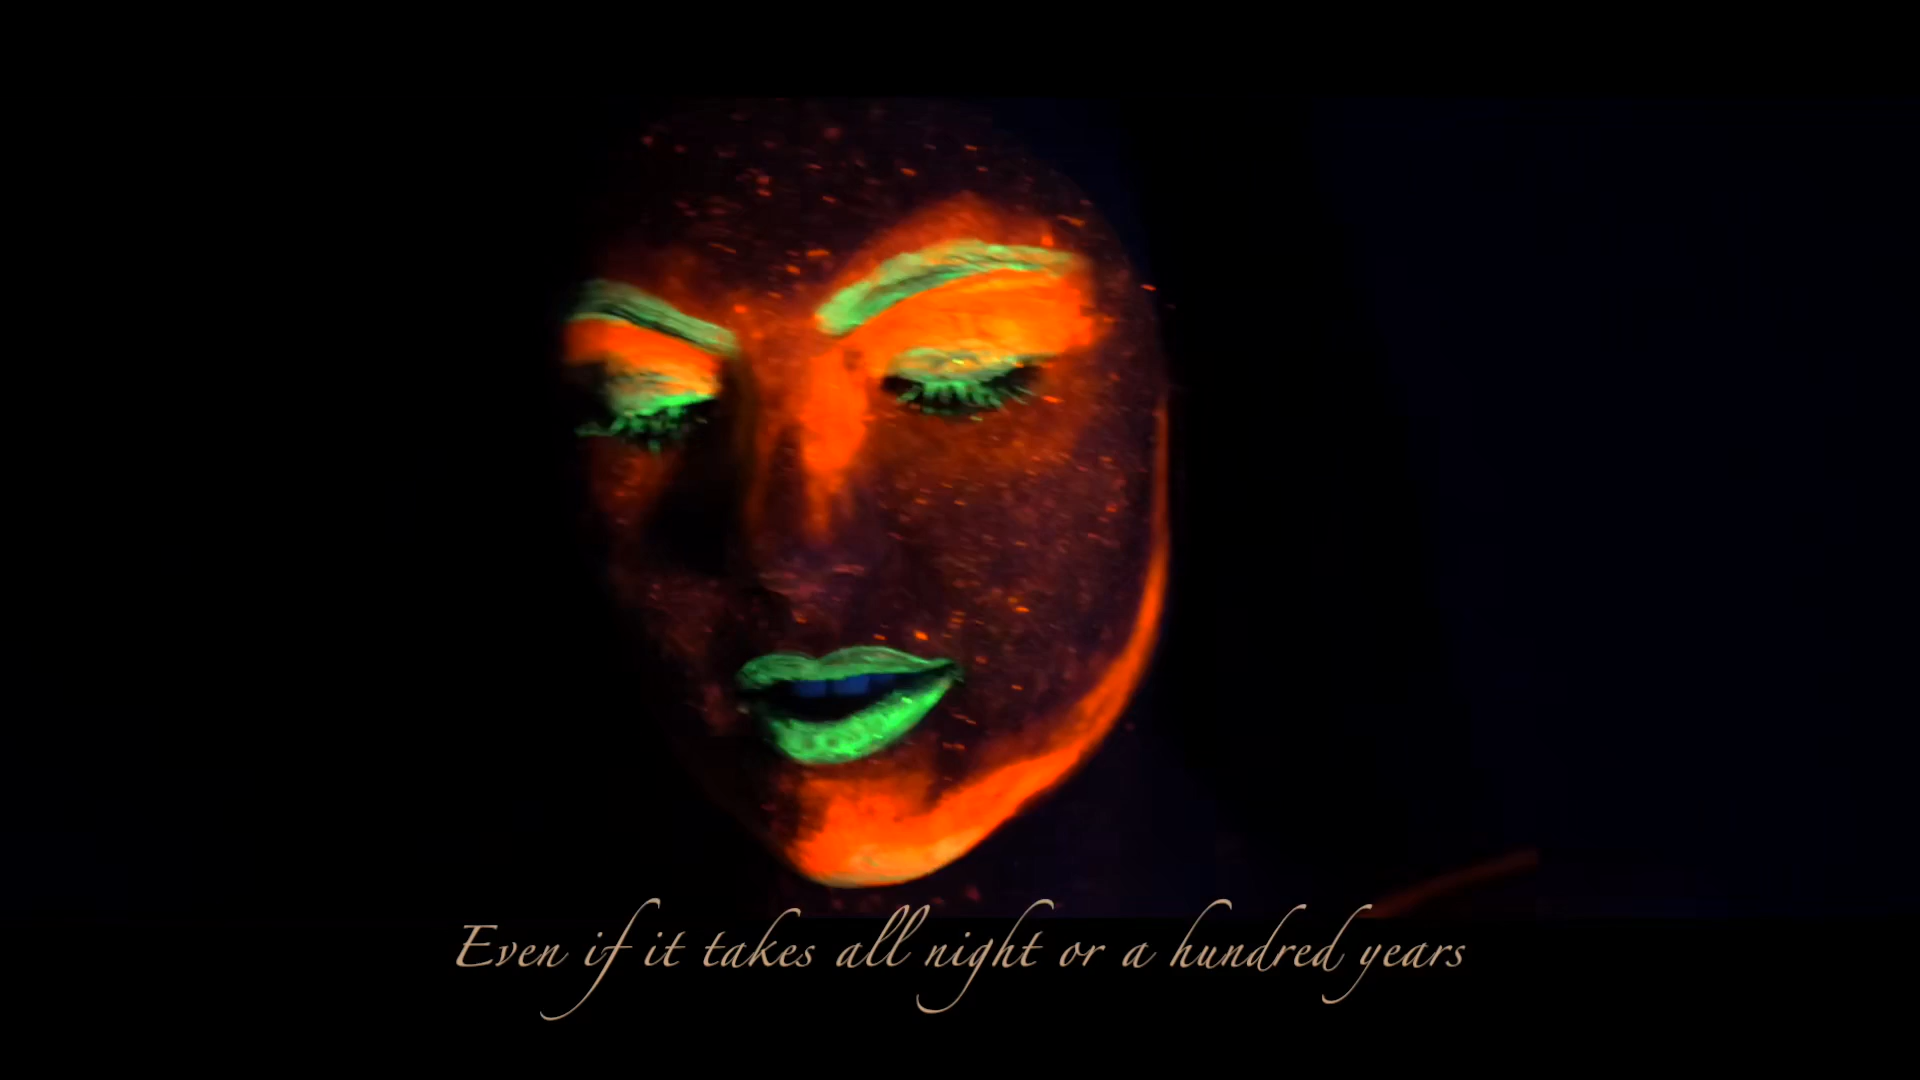 Even if it takes all night or a hundred years